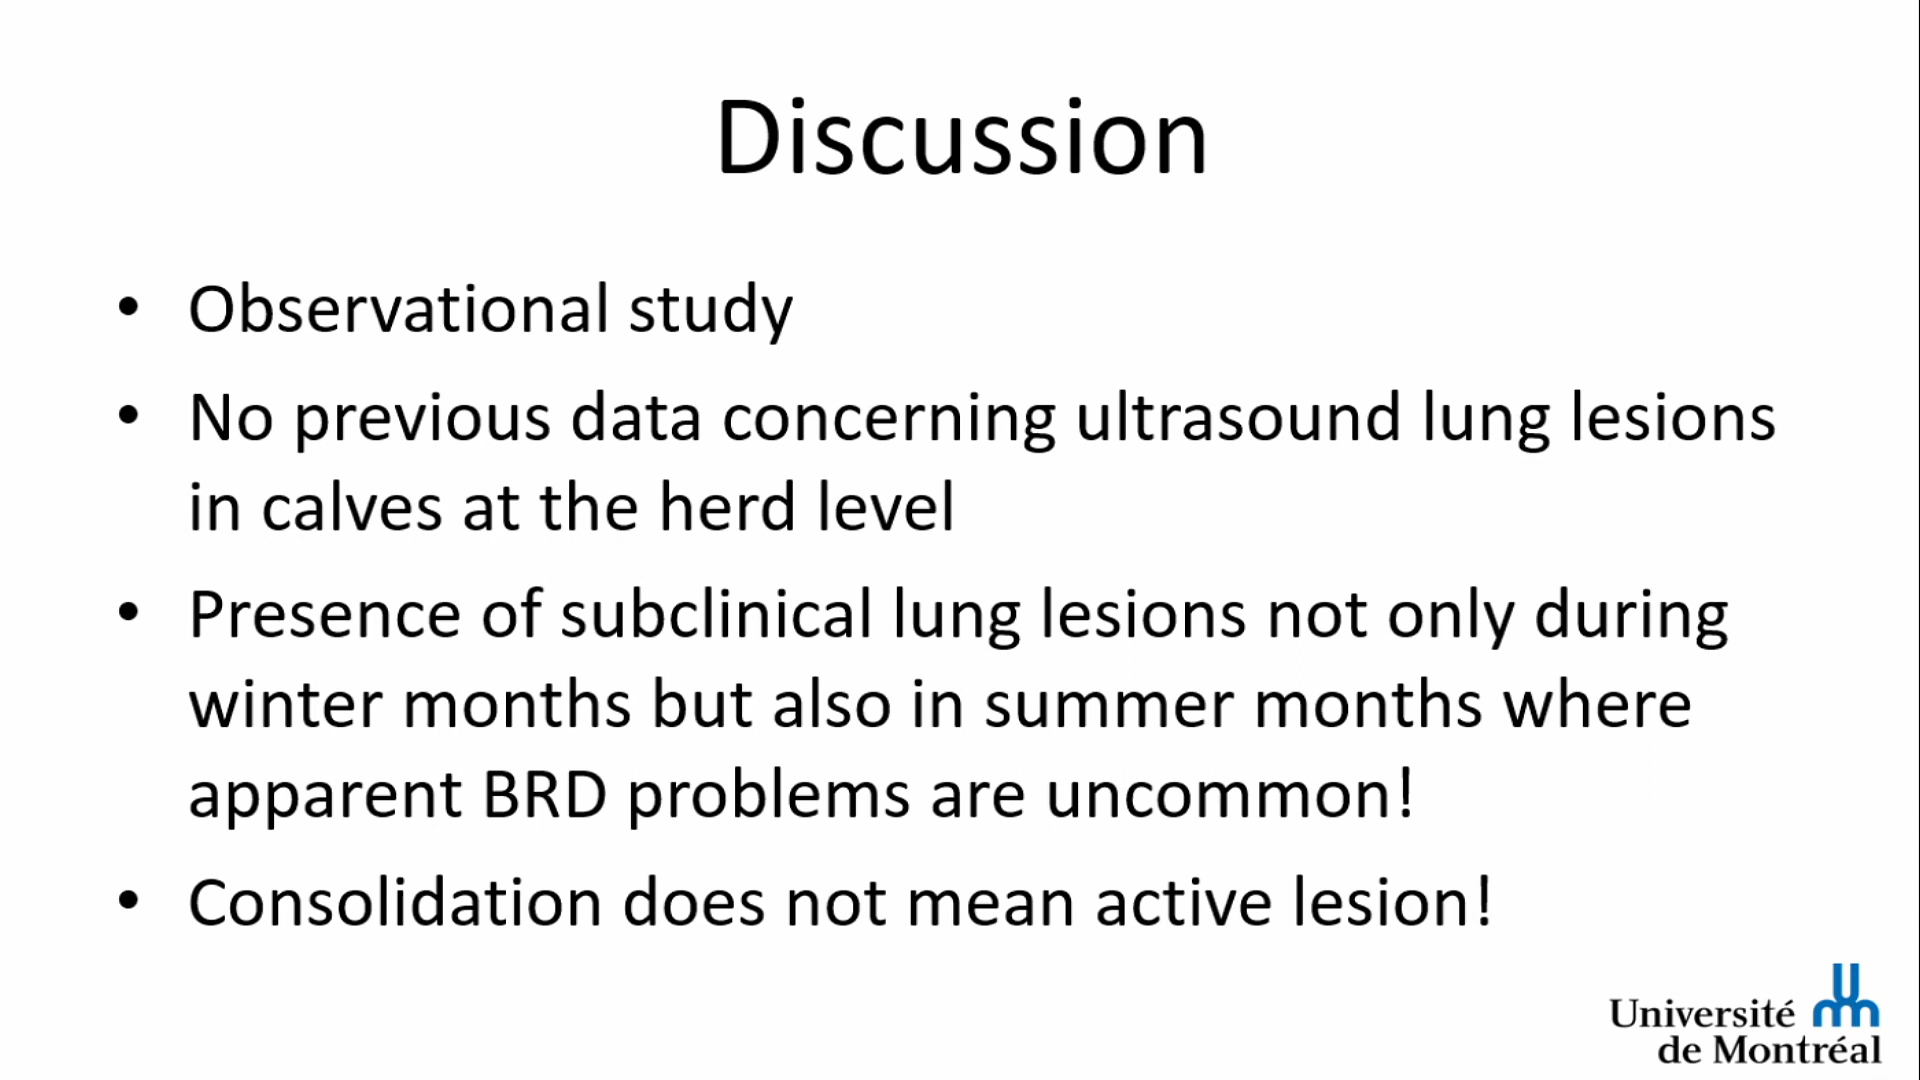 Discussion
• Observational study
• No previous data concerning ultrasound lung lesions
in calves at the herd level
• Presence of subclinical lung lesions not only during
winter months but also in summer months where
apparent BRD problems are uncommon!
• Consolidation does not mean active lesion!
Université
de Montréal